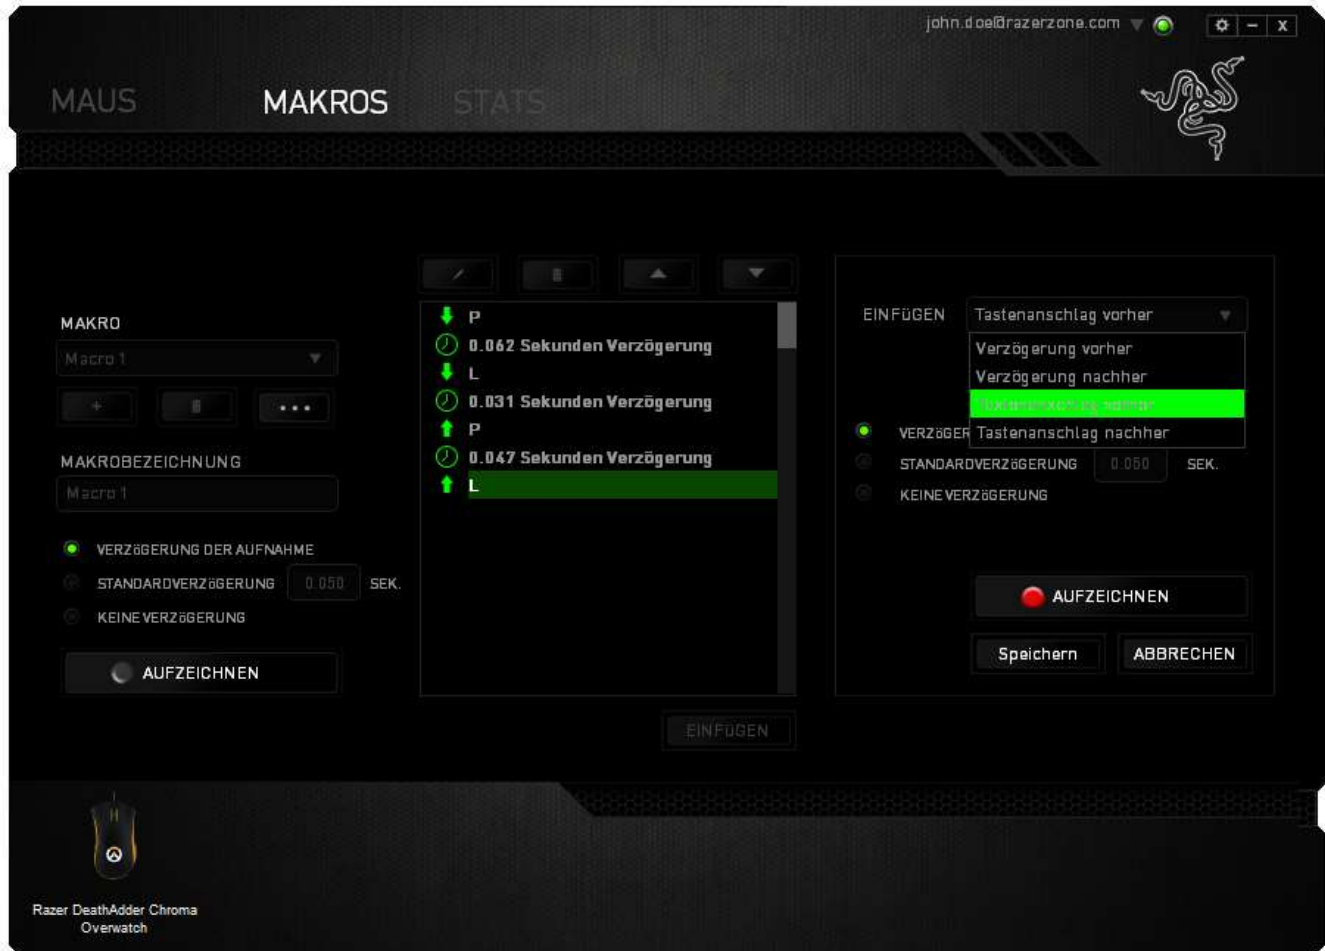 john.doe@razerzone.com
MAUS MAKROS STATS
MAKRO
Macro 1
MAKROBEZEICHNUNG
Macro 1
VERZÖGERUNG DER AUFNAHME
STANDARDVERZÖGERUNG 0.050 SEK.
KEINE VERZÖGERUNG
AUFZEICHNEN
P
0.062 Sekunden Verzögerung
L
0.031 Sekunden Verzögerung
P
0.047 Sekunden Verzögerung
L
EINFÜGEN
EINFÜGEN Tastenanschlag vorher
Verzögerung vorher
Verzögerung nachher
Tastenanschlag vorher
Tastenanschlag nachher
VERZÖGER
STANDARDVERZÖGERUNG 0.050 SEK.
KEINE VERZÖGERUNG
AUFZEICHNEN
Speichern ABBRECHEN
Razer DeathAdder Chroma
Overwatch